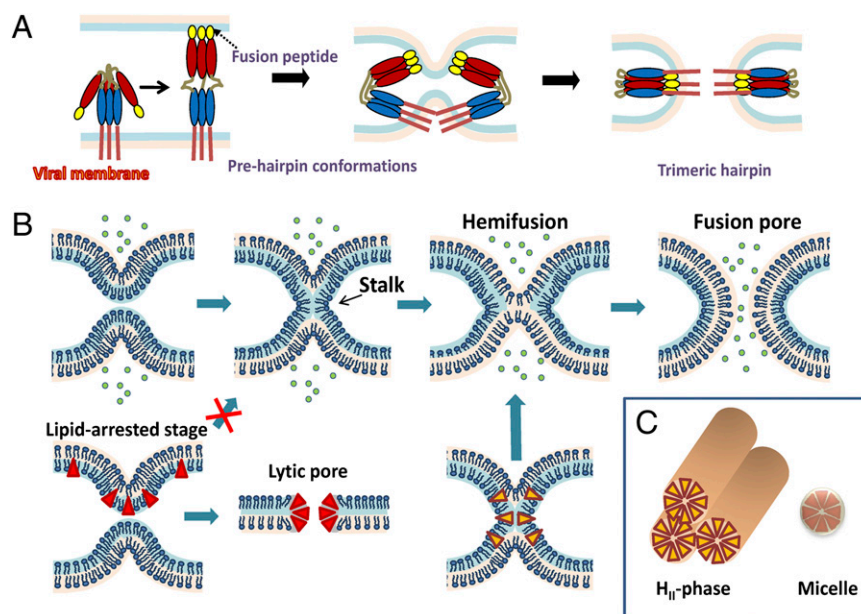 A
Fusion peptide
Viral membrane
Pre-hairpin conformations
Trimeric hairpin
B
Hemifusion
Fusion pore
Stalk
Lipid-arrested stage
Lytic pore
C
H_II-phase
Micelle